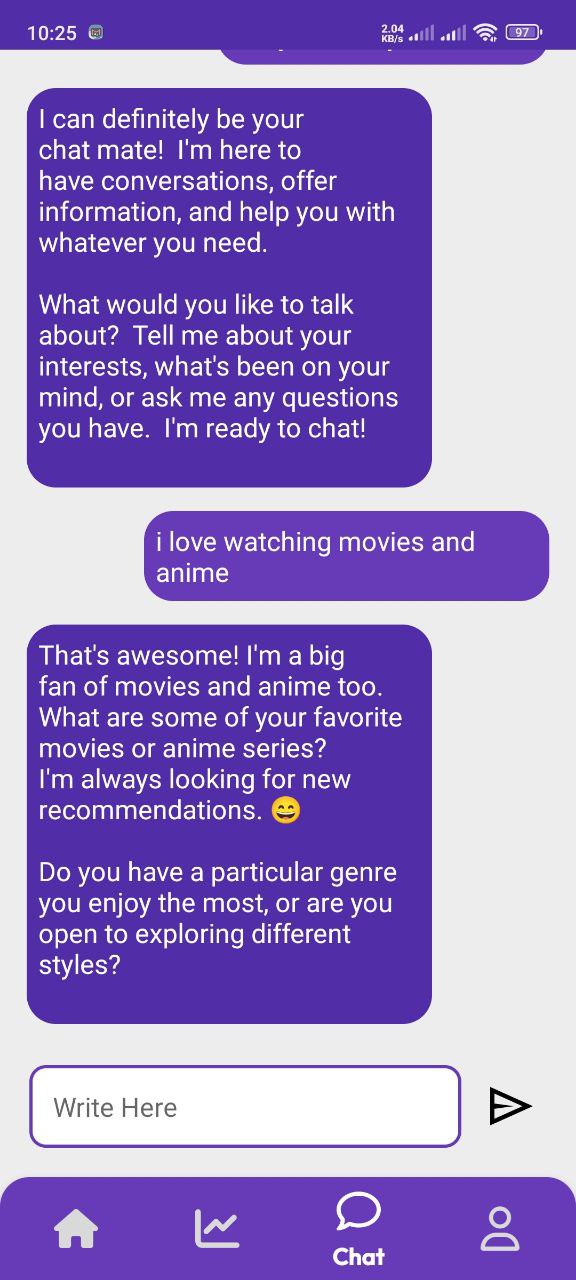 10:25
2.04
KB/s
97
I can definitely be your
chat mate!  I'm here to
have conversations, offer
information, and help you with
whatever you need.
What would you like to talk
about?  Tell me about your
interests, what's been on your
mind, or ask me any questions
you have.  I'm ready to chat!
i love watching movies and
anime
That's awesome! I'm a big
fan of movies and anime too.
What are some of your favorite
movies or anime series?
I'm always looking for new
recommendations. 😄
Do you have a particular genre
you enjoy the most, or are you
open to exploring different
styles?
Write Here
Chat